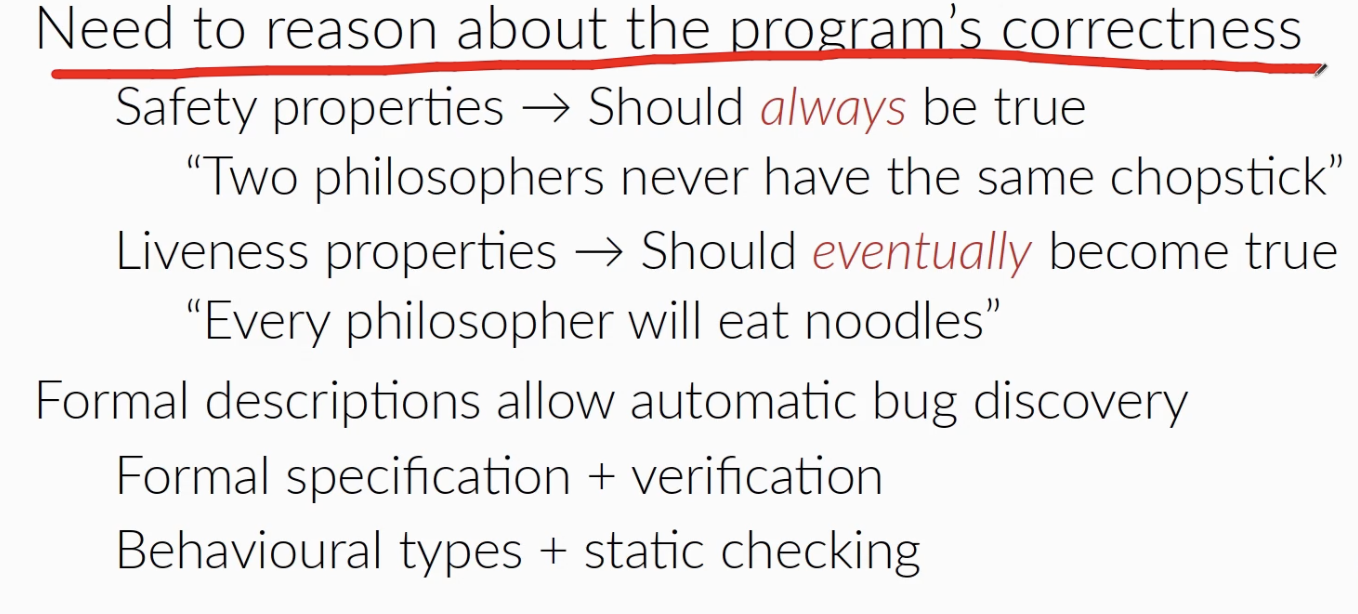 Need to reason about the program's correctness
Safety properties → Should always be true
“Two philosophers never have the same chopstick”
Liveness properties → Should eventually become true
“Every philosopher will eat noodles”
Formal descriptions allow automatic bug discovery
Formal specification + verification
Behavioural types + static checking